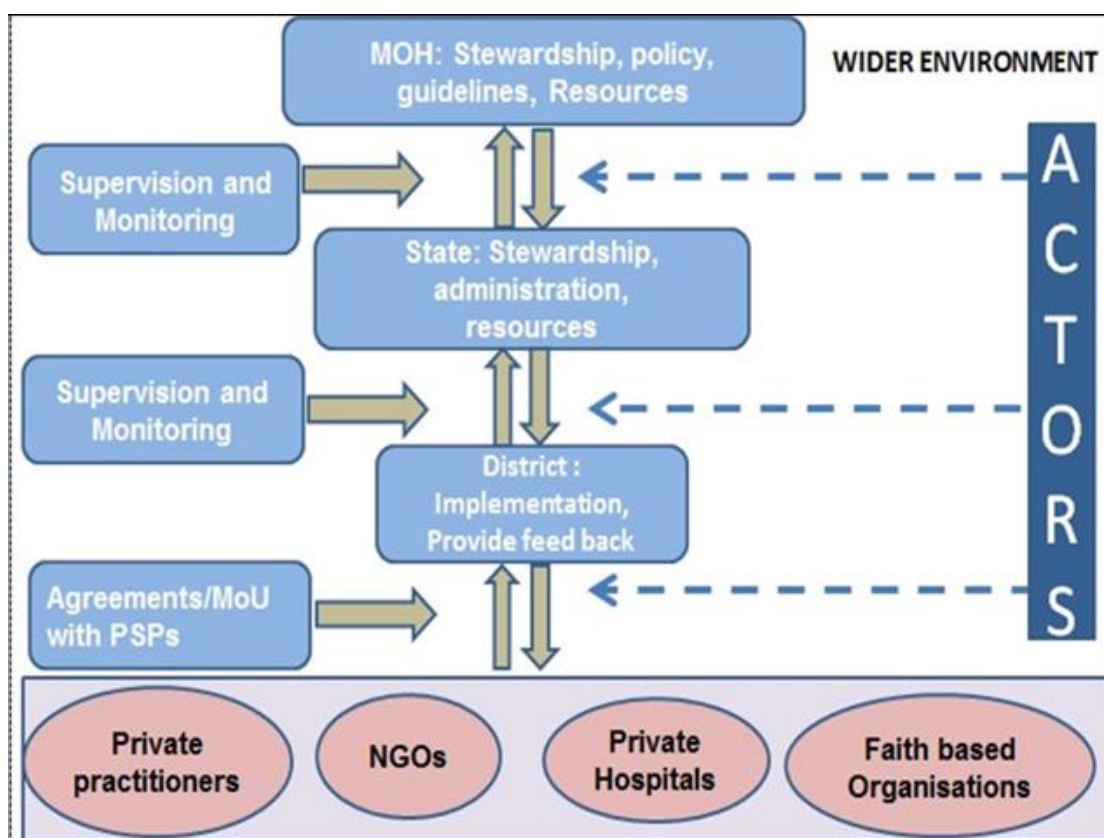 MOH: Stewardship, policy,
guidelines, Resources
WIDER ENVIRONMENT
Supervision and
Monitoring
State: Stewardship,
administration,
resources
Supervision and
Monitoring
District :
Implementation,
Provide feed back
Agreements/MoU
with PSPs
ACTORS
Private
practitioners
NGOs
Private
Hospitals
Faith based
Organisations